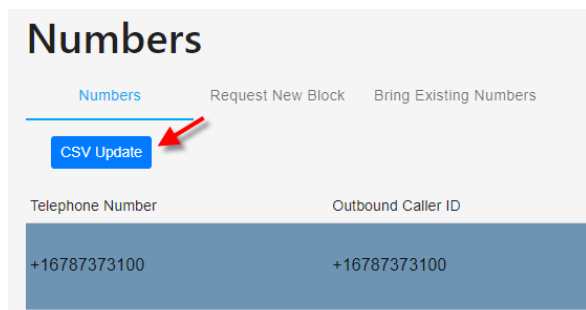 Numbers
Numbers Request New Block Bring Existing Numbers
CSV Update
Telephone Number Outbound Caller ID
+16787373100 +16787373100